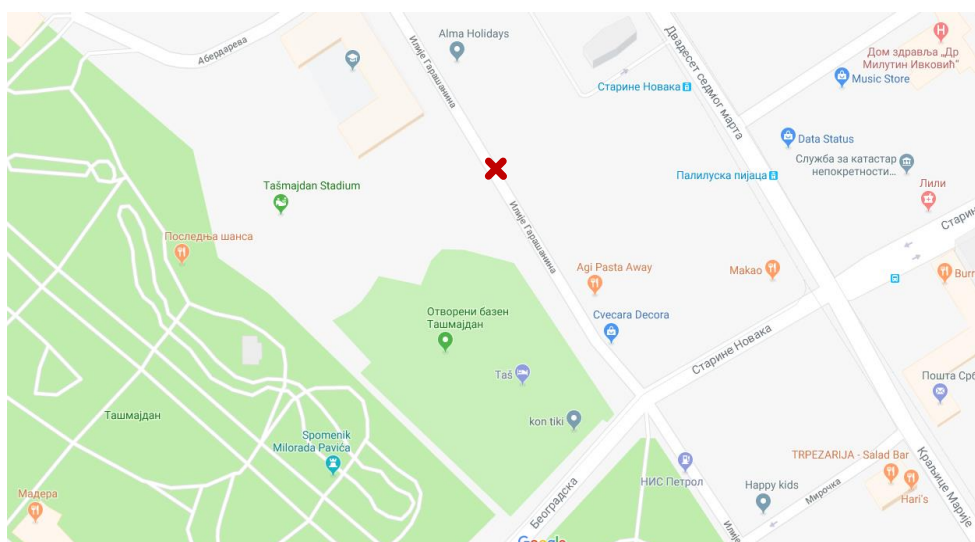 Абердарева
Илије Гарашанина
Alma Holidays
Двадесет седмог марта
Старине Новака
Дом здравља „Др
Милутин Ивковић“
Music Store
Data Status
Служба за катастар
непокретности...
Палилуска пијаца
Лили
Tašmajdan Stadium
Последња шанса
Илије Гарашанина
Agi Pasta Away
Makao
Cvecara Decora
Отворени базен
Ташмајдан
Старине Новака
Taš
kon tiki
Ташмајдан
Spomenik
Milorada Pavića
НИС Петрол
TRPEZARIJA - Salad Bar
Happy kids
Мирочка
Hari's
Краљице Марије
Мадера
Београдска
Google